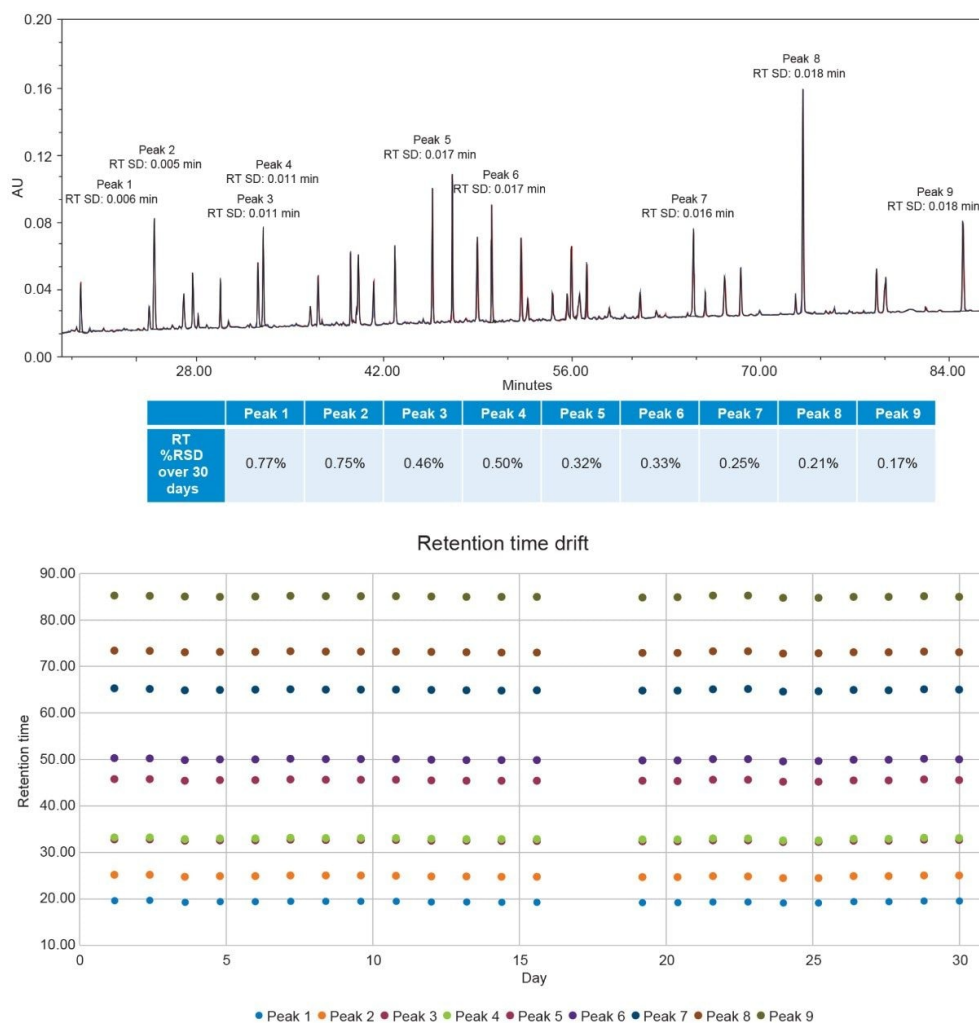 0.20
0.16
0.12
0.08
0.04
0.00
AU
Peak 1
RT SD: 0.006 min
Peak 2
RT SD: 0.005 min
Peak 3
RT SD: 0.011 min
Peak 4
RT SD: 0.011 min
Peak 5
RT SD: 0.017 min
Peak 6
RT SD: 0.017 min
Peak 7
RT SD: 0.016 min
Peak 8
RT SD: 0.018 min
Peak 9
RT SD: 0.018 min
28.00 42.00 56.00 70.00 84.00
Minutes
Peak 1 Peak 2 Peak 3 Peak 4 Peak 5 Peak 6 Peak 7 Peak 8 Peak 9
RT
%RSD
over 30
days
0.77% 0.75% 0.46% 0.50% 0.32% 0.33% 0.25% 0.21% 0.17%
Retention time drift
90.00
80.00
70.00
60.00
50.00
40.00
30.00
20.00
10.00
Retention time
0 5 10 15 20 25 30
Day
Peak 1 Peak 2 Peak 3 Peak 4 Peak 5 Peak 6 Peak 7 Peak 8 Peak 9